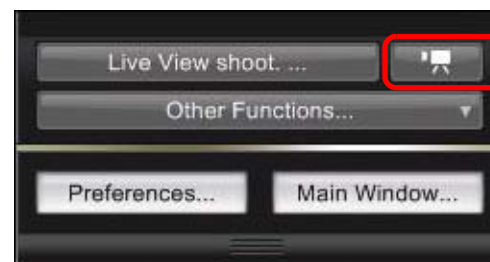 Live View shoot. ...
Other Functions...
Preferences... Main Window...